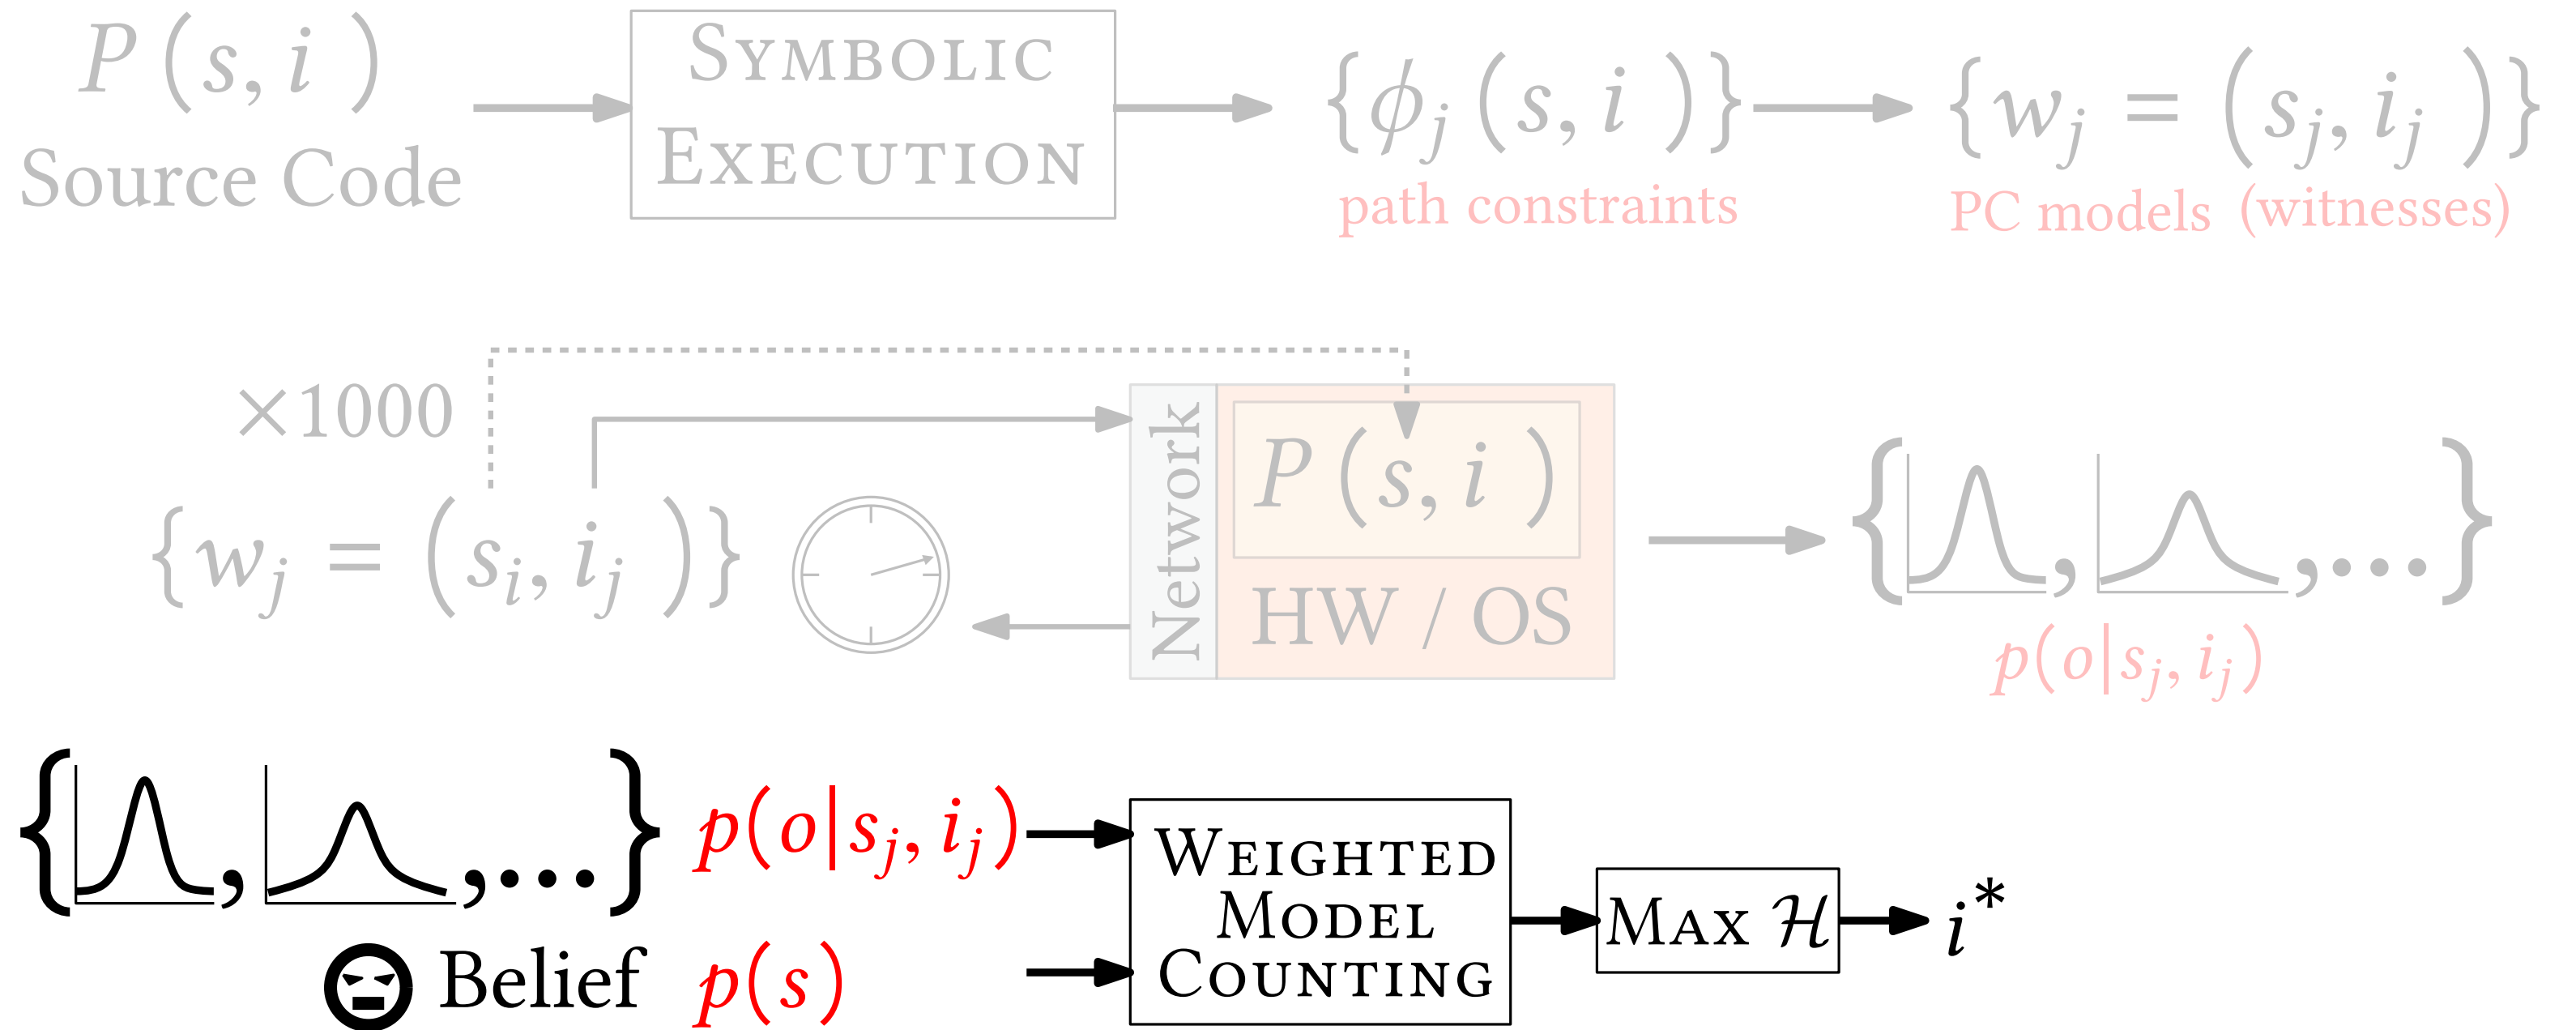 P(s, i)
Source Code
SYMBOLIC
EXECUTION
{ϕj(s, i)}
path constraints
{wj = (sj, ij)}
PC models (witnesses)
×1000
{wj = (si, ij)}
Network
P(s, i)
HW / OS
{ , ,...}
p(o|sj, ij)
{ , ,...}
p(o|sj, ij)
Belief p(s)
WEIGHTED
MODEL
COUNTING
MAX ℋ
i*